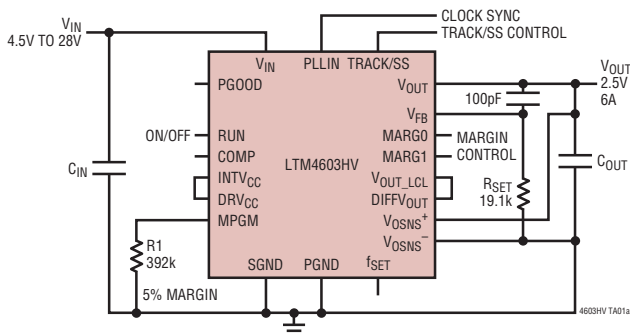 CLOCK SYNC
TRACK/SS CONTROL
VIN
4.5V TO 28V
VIN
PLLIN
TRACK/SS
PGOOD
VOUT
VOUT
2.5V
6A
100pF
VFB
ON/OFF
RUN
MARG0
MARGIN
CONTROL
COMP
LTM4603HV
MARG1
CIN
INTVCC
VOUT_LCL
COUT
DRVCC
DIFFVOUT
RSET
19.1k
MPGM
VOSNS+
VOSNS–
R1
392k
SGND
PGND
fSET
5% MARGIN
4603HV TA01a